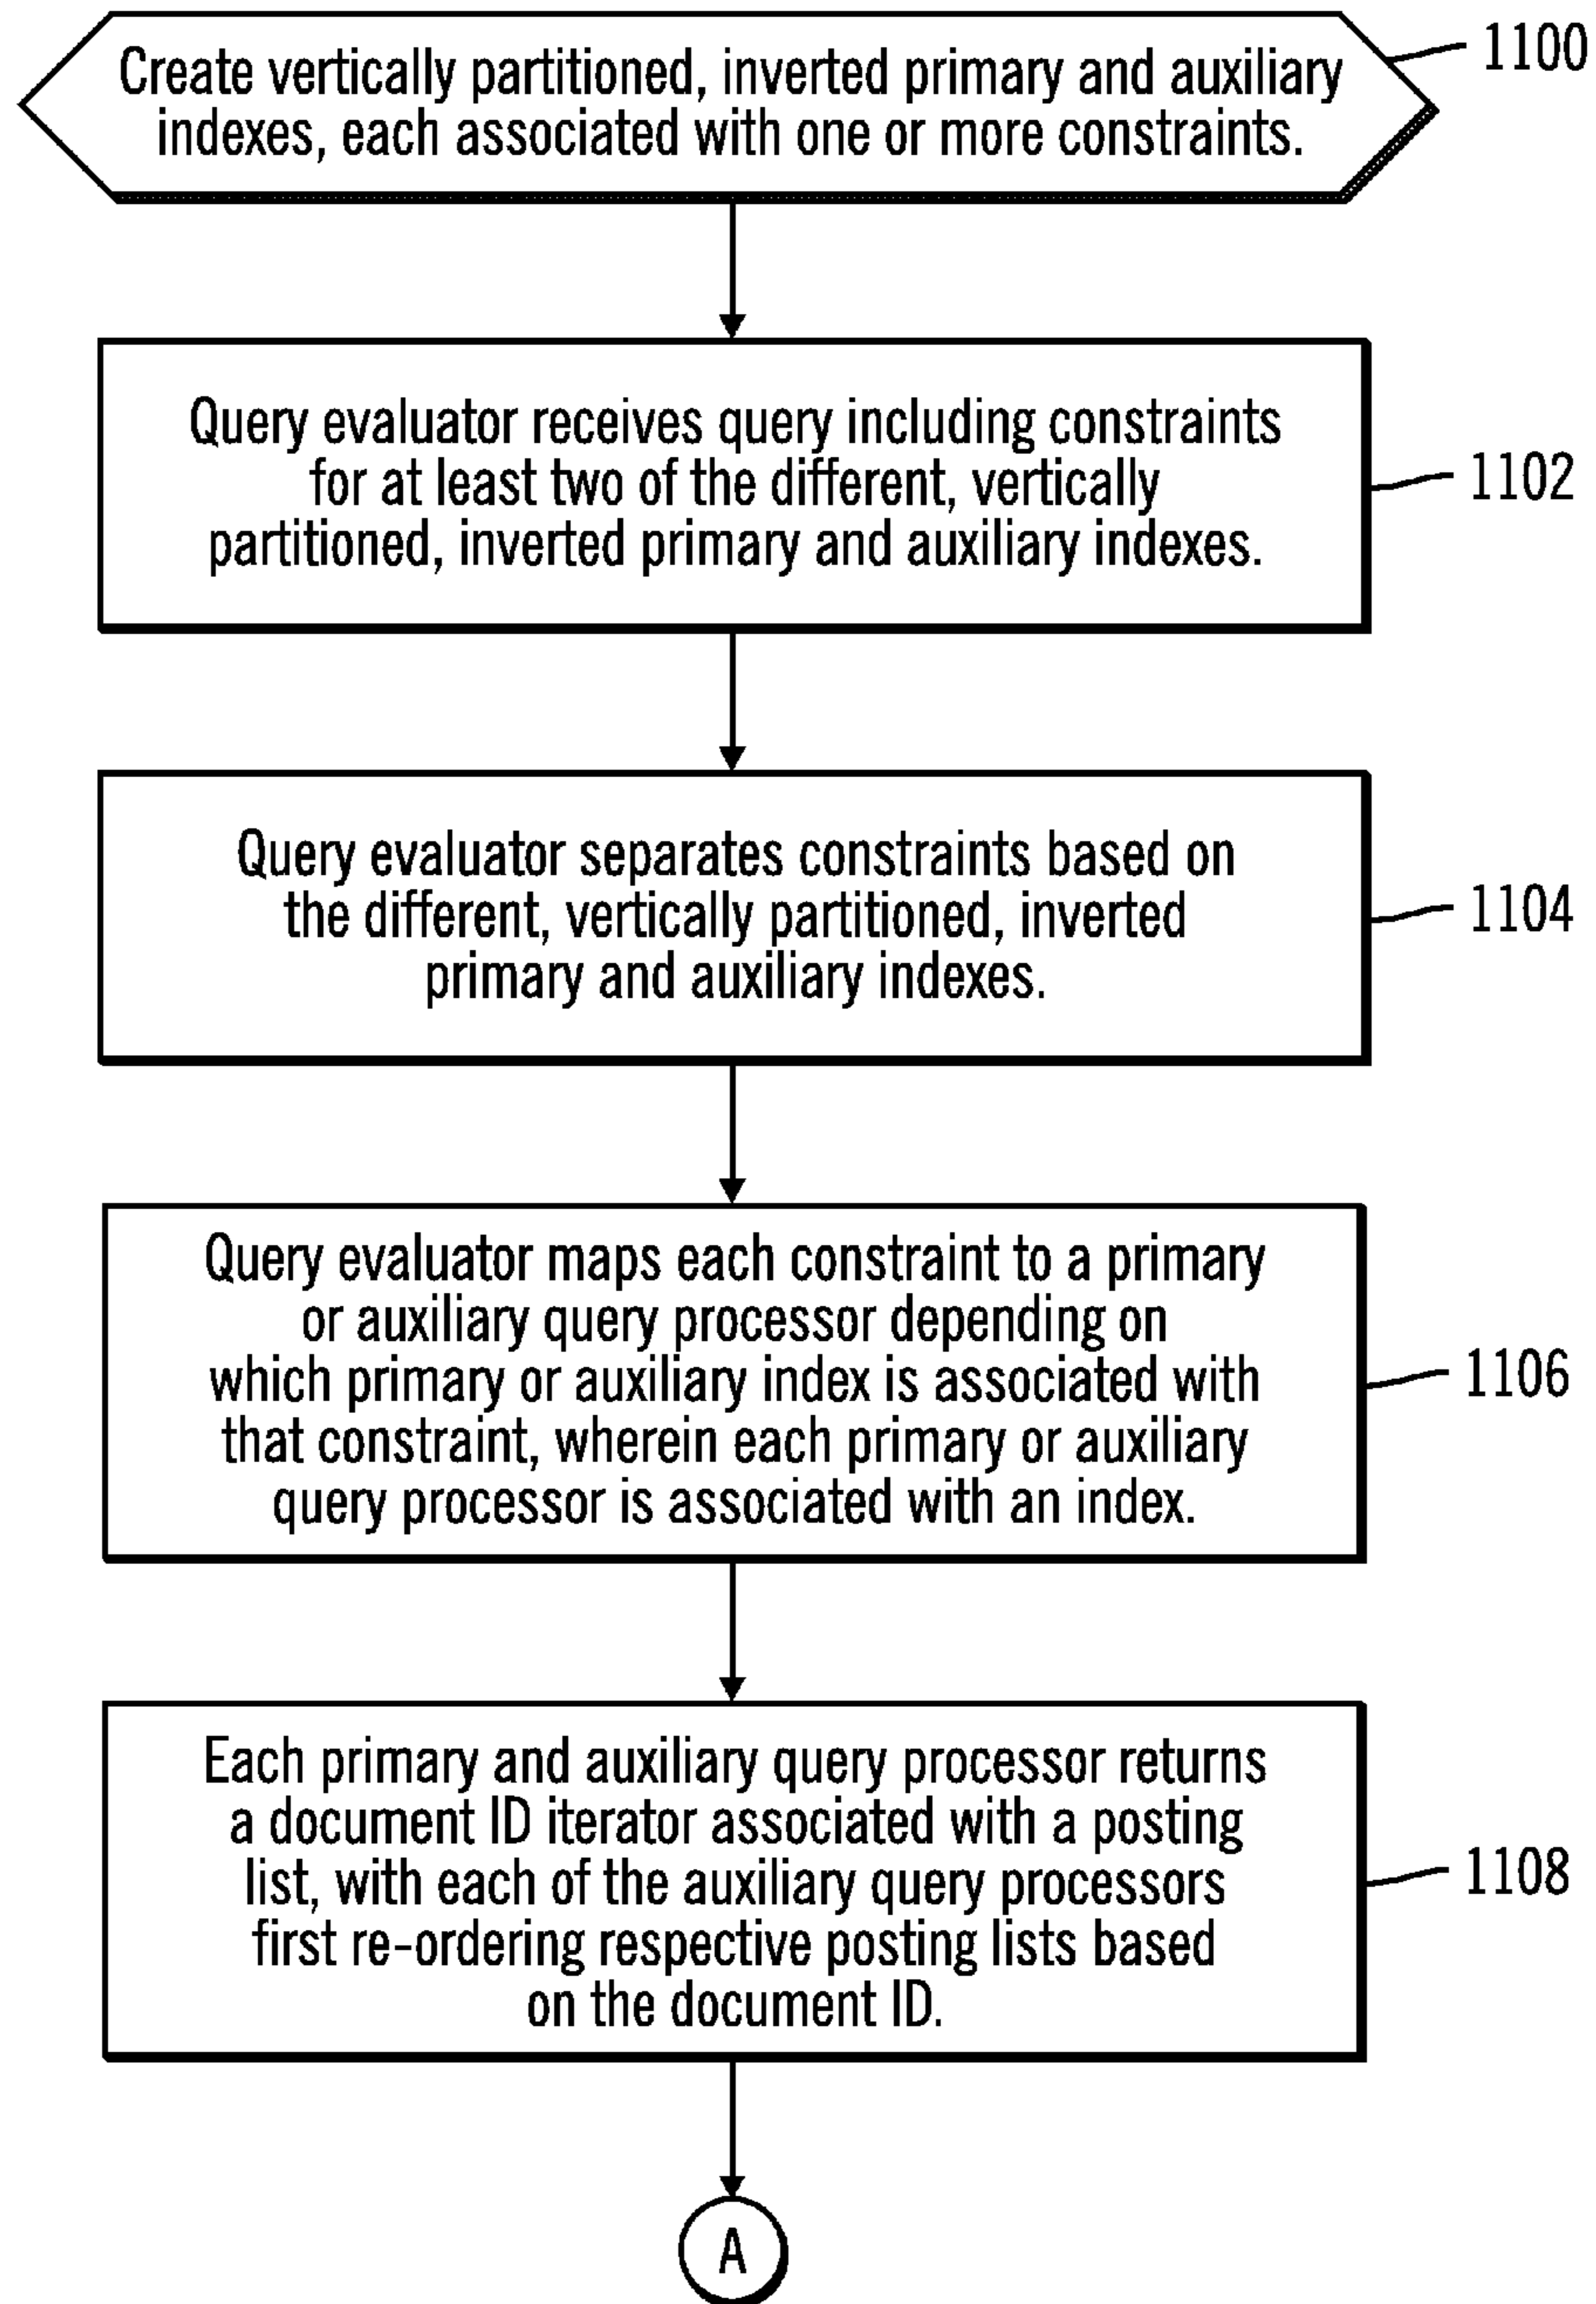 Create vertically partitioned, inverted primary and auxiliary
indexes, each associated with one or more constraints.
1100
Query evaluator receives query including constraints
for at least two of the different, vertically
partitioned, inverted primary and auxiliary indexes.
1102
Query evaluator separates constraints based on
the different, vertically partitioned, inverted
primary and auxiliary indexes.
1104
Query evaluator maps each constraint to a primary
or auxiliary query processor depending on
which primary or auxiliary index is associated with
that constraint, wherein each primary or auxiliary
query processor is associated with an index.
1106
Each primary and auxiliary query processor returns
a document ID iterator associated with a posting
list, with each of the auxiliary query processors
first re-ordering respective posting lists based
on the document ID.
1108
A